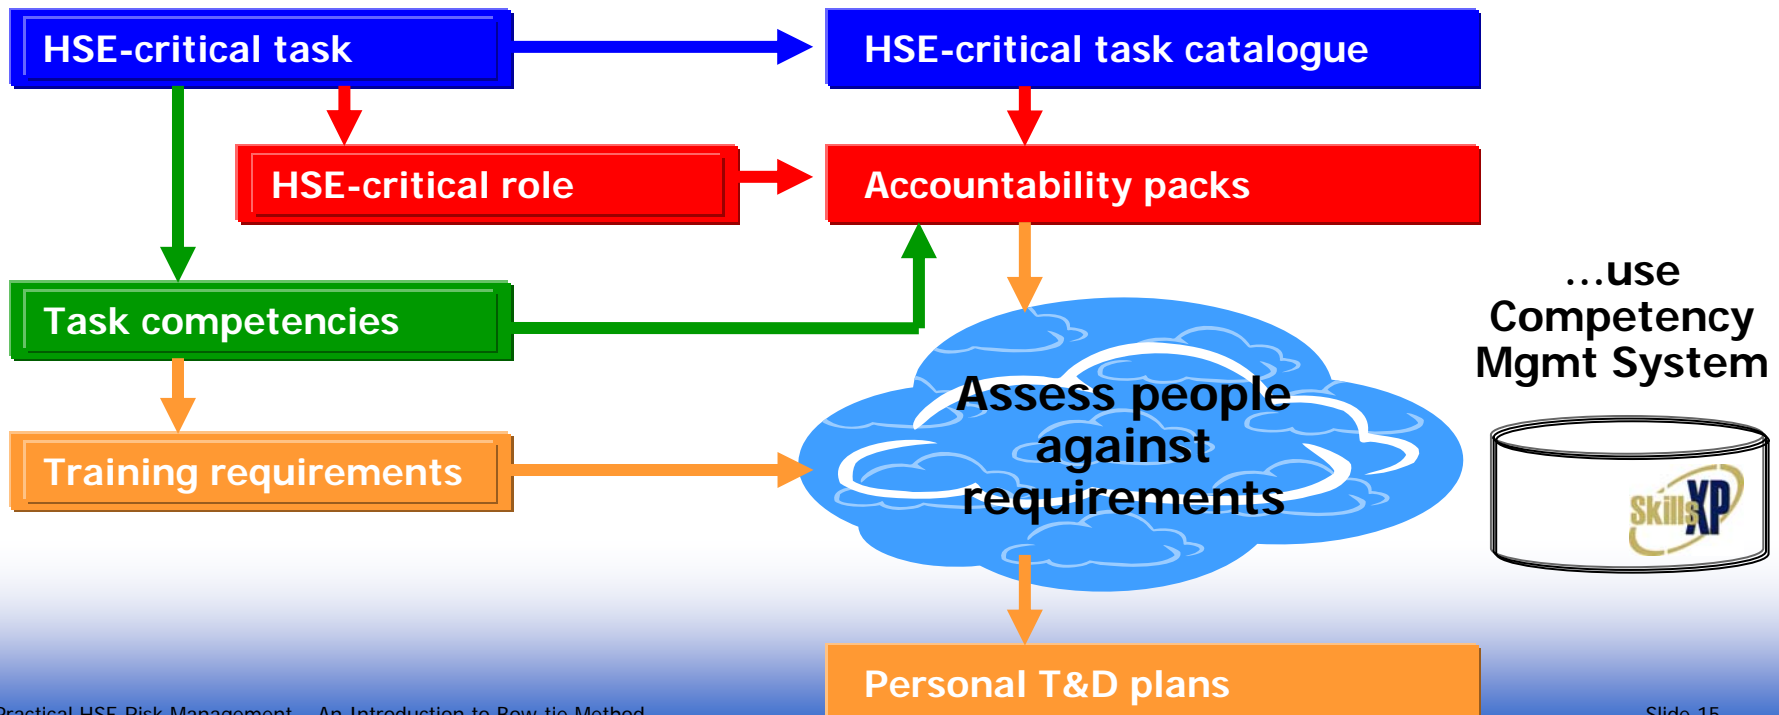 HSE-critical task
HSE-critical task catalogue
HSE-critical role
Accountability packs
Task competencies
Training requirements
Assess people
against
requirements
...use
Competency
Mgmt System
Skills XP
Personal T&D plans
Practical HSE Risk Management – An Introduction to Bow-tie Method
Slide 15